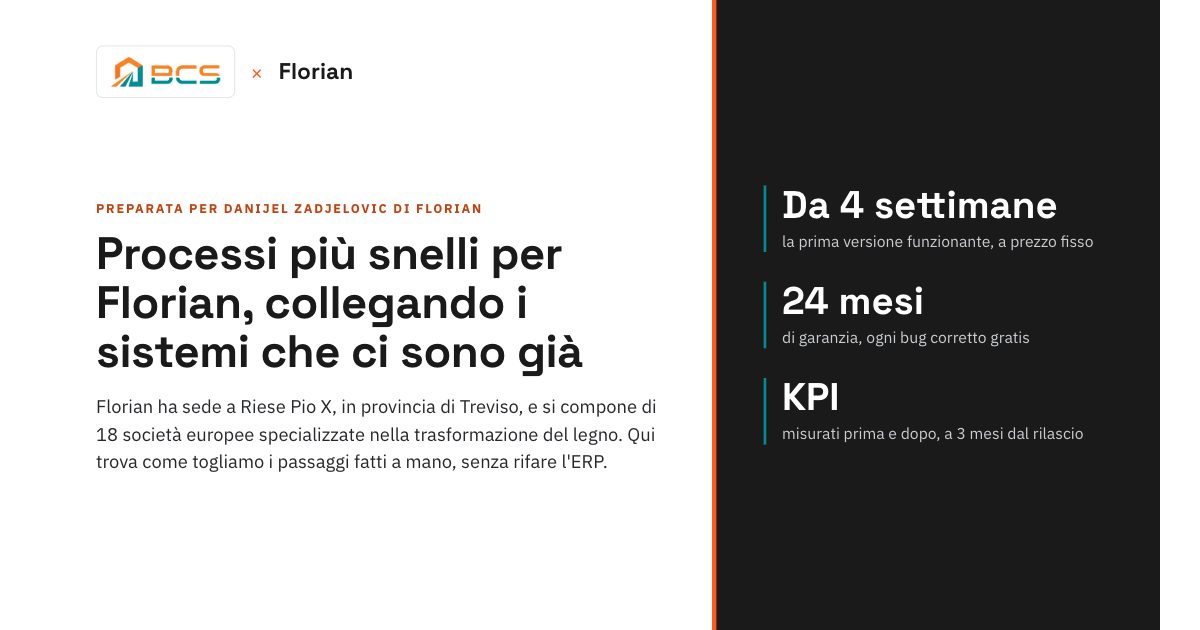 BCS × Florian
PREPARATA PER DANIJEL ZADJELOVIC DI FLORIAN
Processi più snelli per
Florian, collegando i
sistemi che ci sono già
Florian ha sede a Riese Pio X, in provincia di Treviso, e si compone di
18 società europee specializzate nella trasformazione del legno. Qui
trova come togliamo i passaggi fatti a mano, senza rifare l'ERP.
Da 4 settimane
la prima versione funzionante, a prezzo fisso
24 mesi
di garanzia, ogni bug corretto gratis
KPI
misurati prima e dopo, a 3 mesi dal rilascio